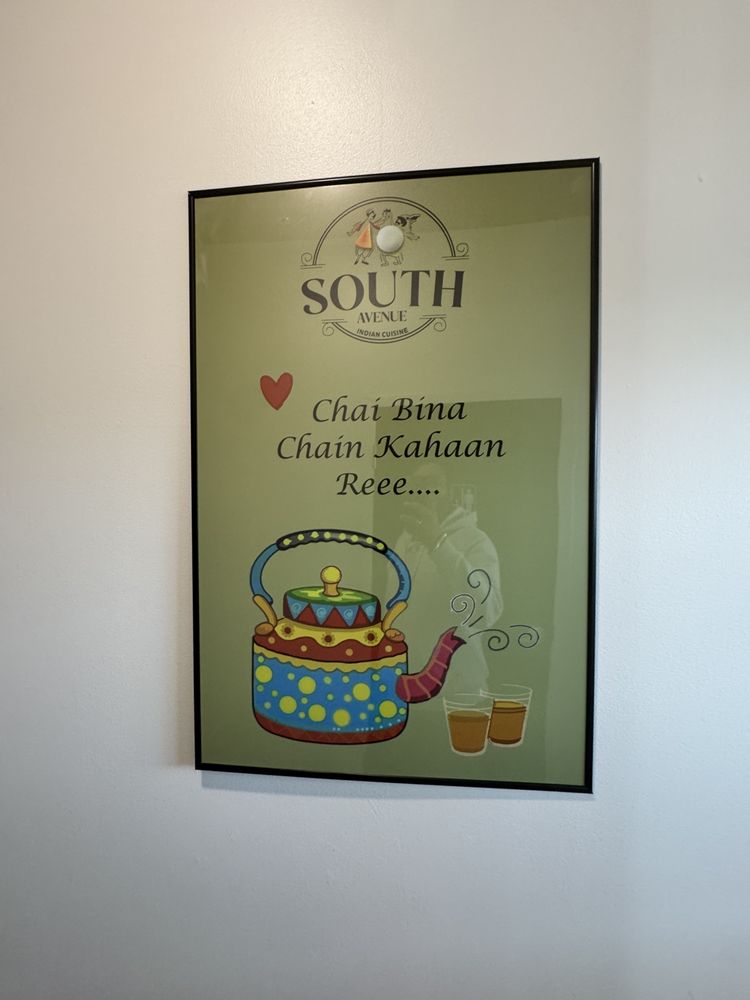 SOUTH
AVENUE
INDIAN CUISINE
Chai Bina
Chain Kahaan
Reee....